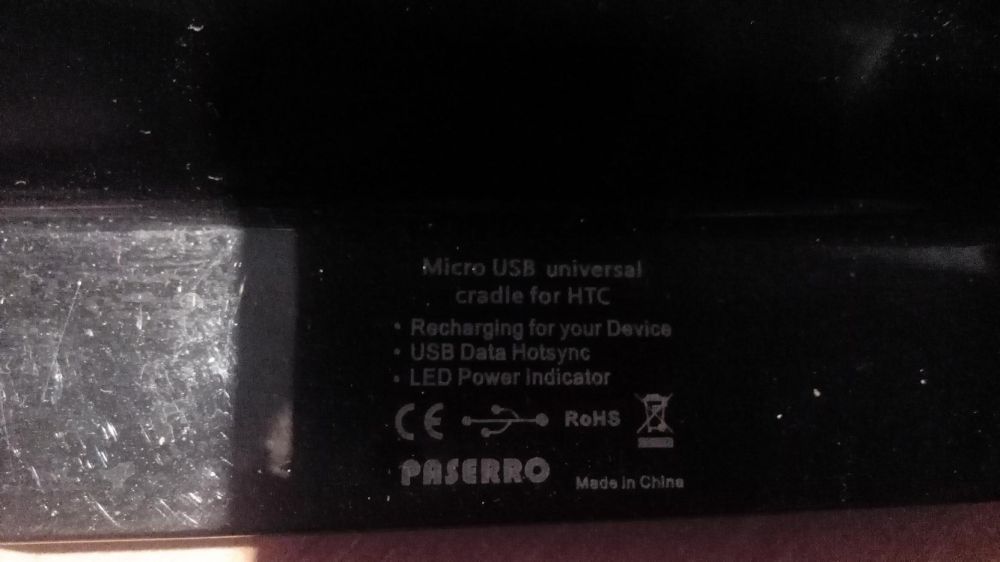 Micro USB universal
cradle for HTC
• Recharging for your Device
• USB Data Hotsync
• LED Power Indicator
CE RoHS
PASERRO Made in China